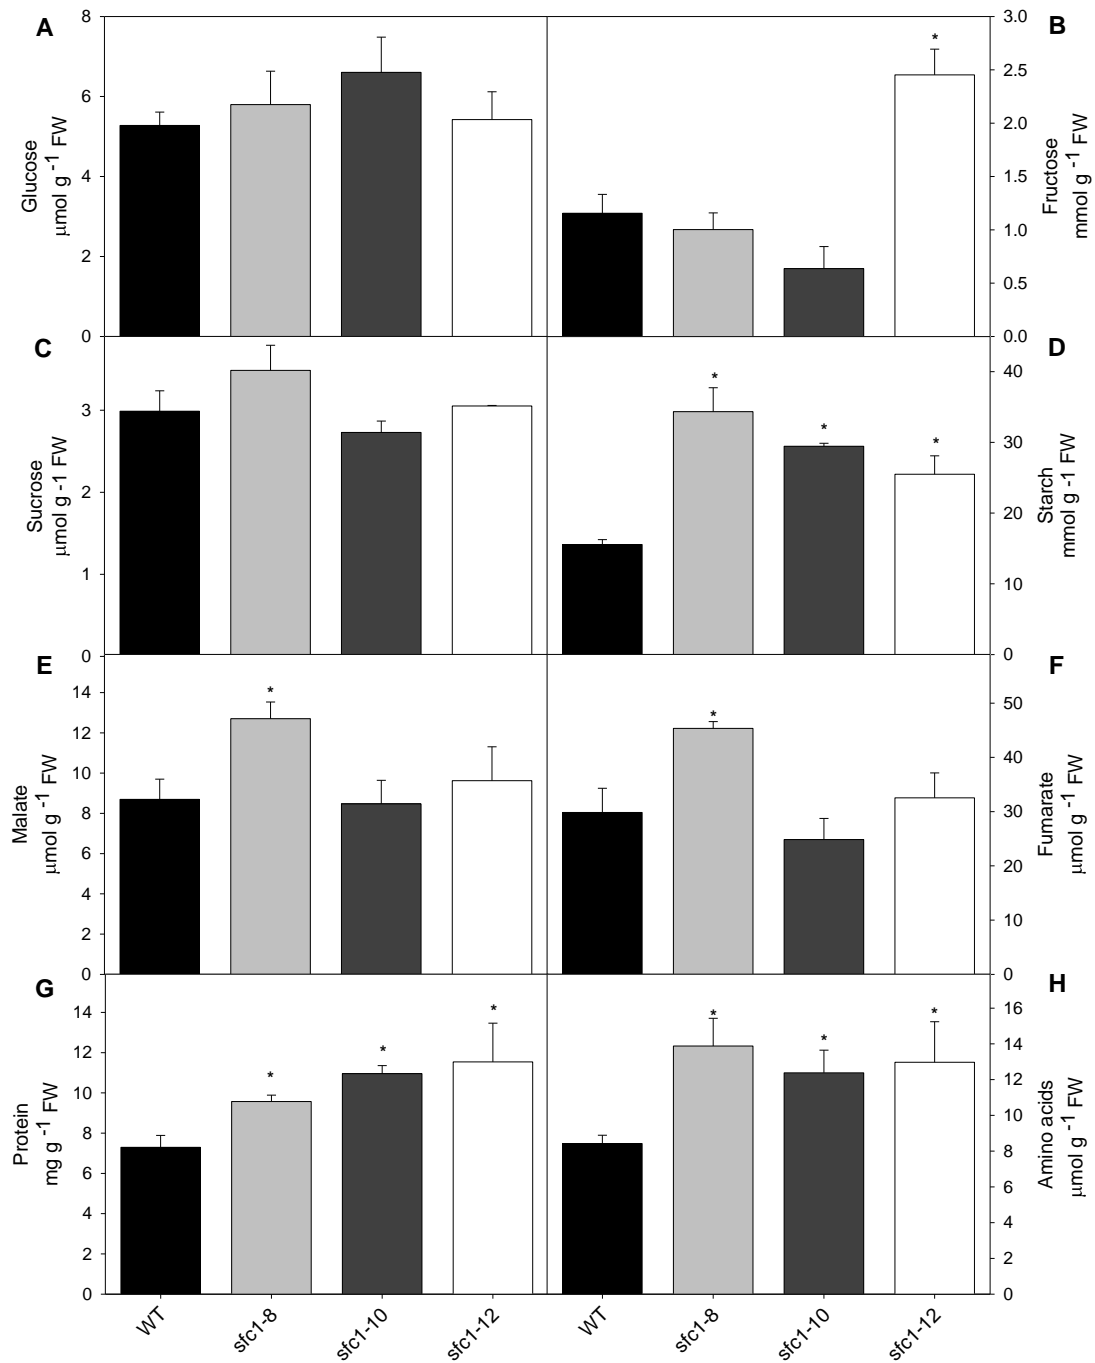 A
8
6
4
2
0
Glucose
μmol g -1 FW
B
3.0
2.5
2.0
1.5
1.0
0.5
0.0
Fructose
mmol g -1 FW
*
C
3
2
1
0
Sucrose
μmol g -1 FW
D
40
30
20
10
0
Starch
mmol g -1 FW
*
*
*
E
14
12
10
8
6
4
2
0
Malate
μmol g -1 FW
*
F
50
40
30
20
10
0
Fumarate
μmol g -1 FW
*
G
14
12
10
8
6
4
2
0
Protein
mg g -1 FW
*
*
*
H
16
14
12
10
8
6
4
2
0
Amino acids
μmol g -1 FW
*
*
*
WT
sfc1-8
sfc1-10
sfc1-12
WT
sfc1-8
sfc1-10
sfc1-12